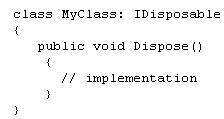 class MyClass: IDisposable
{
public void Dispose()
{
// implementation
}
}